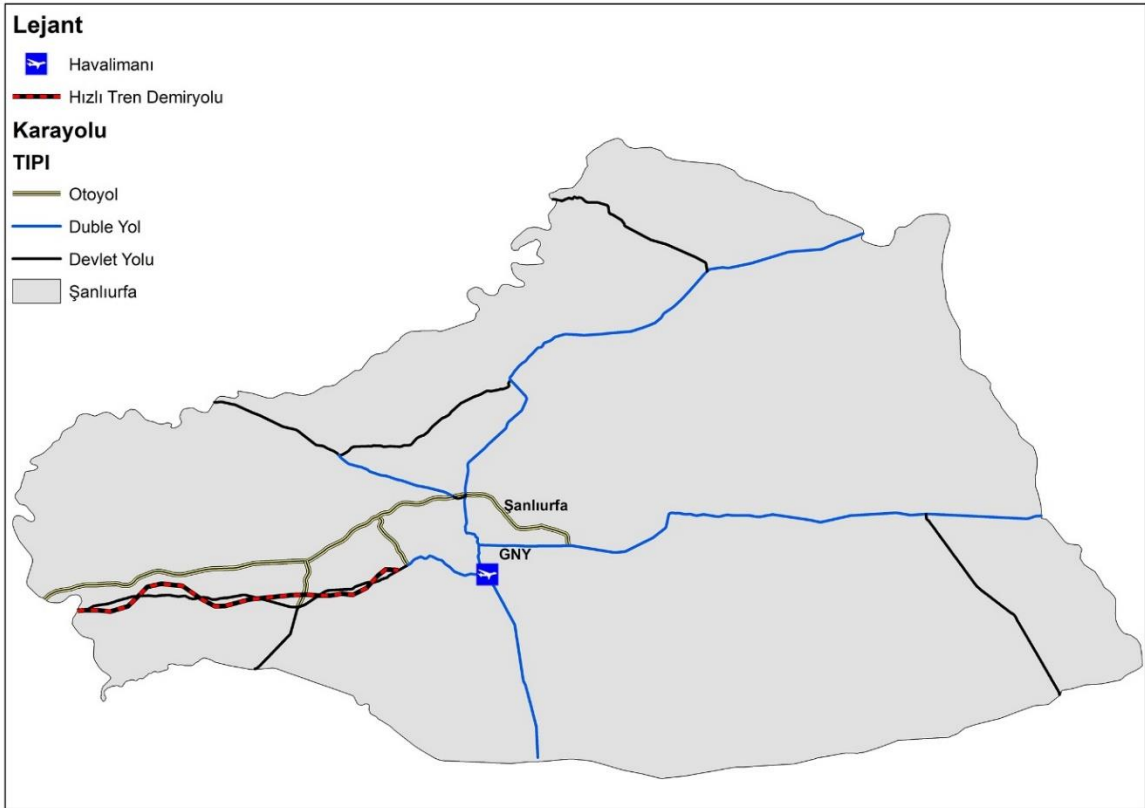 Lejant
Havalimanı
Hızlı Tren Demiryolu
Karayolu
TIPI
Otoyol
Duble Yol
Devlet Yolu
Şanlıurfa
Şanlıurfa
GNY